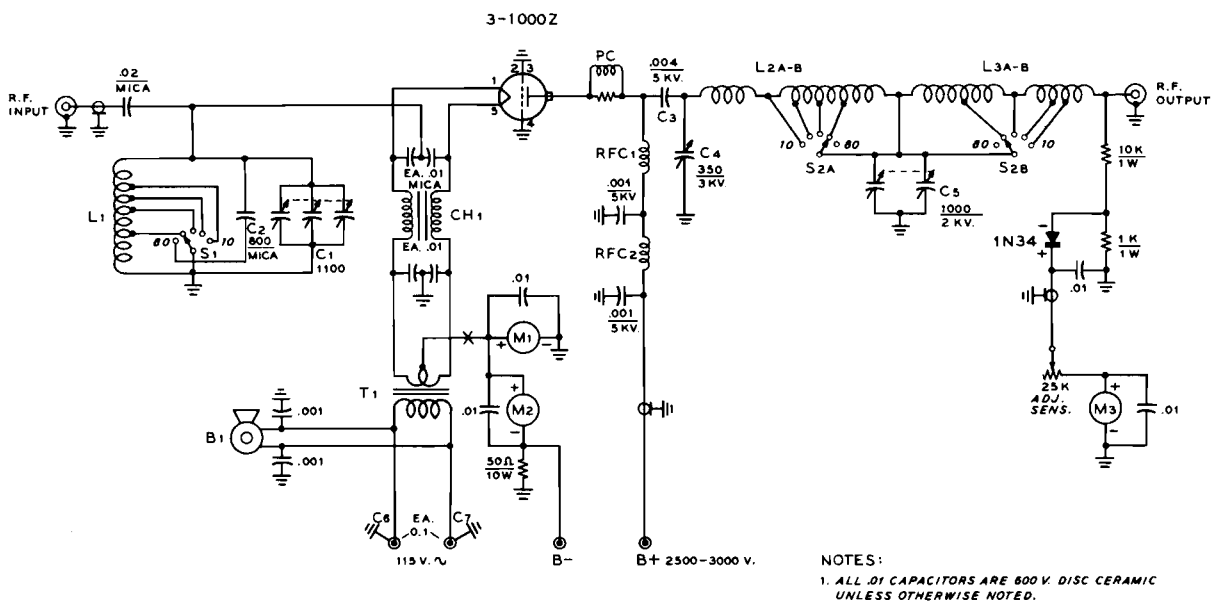 3-1000Z
R.F.
INPUT
.02
MICA
1
2
3
4
5
PC
.004
5 KV.
C3
L2A-B
L3A-B
R.F.
OUTPUT
10
80
S2A
80
10
S2B
C4
350
3 KV.
C5
1000
2 KV.
10K
1W
1K
1W
1N34
-
+
.01
RFC1
.001
5KV.
RFC2
.001
5 KV.
EA. .01
MICA
CH1
EA. .01
L1
80
10
S1
C2
800
MICA
C1
1100
.01
+
M1
-
T1
.01
+
M2
-
50Ω
10W
B1
.001
.001
C6
EA.
0.1
C7
115 V. ~
B-
B+ 2500-3000 V.
25K
ADJ.
SENS.
+
M3
-
.01
NOTES:
1. ALL .01 CAPACITORS ARE 600 V. DISC CERAMIC
UNLESS OTHERWISE NOTED.